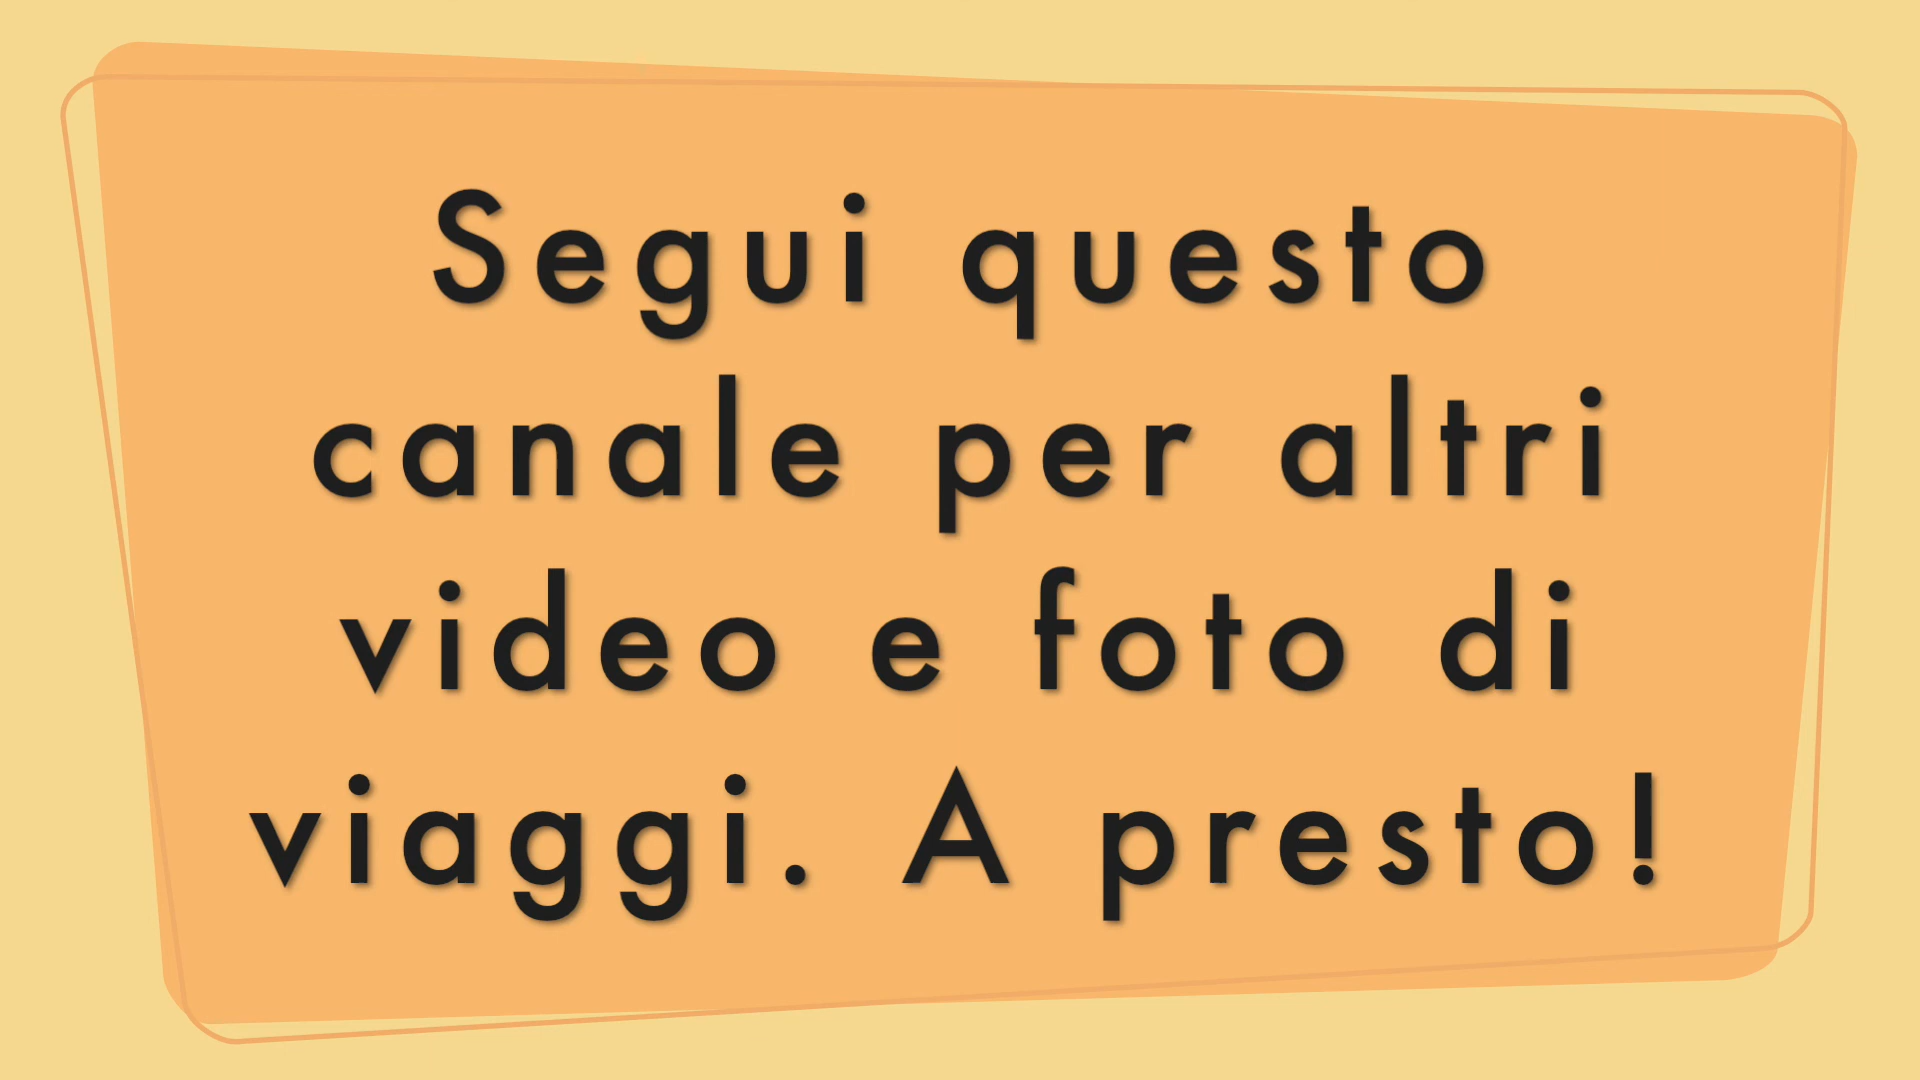 Segui questo
canale per altri
video e foto di
viaggi. A presto!